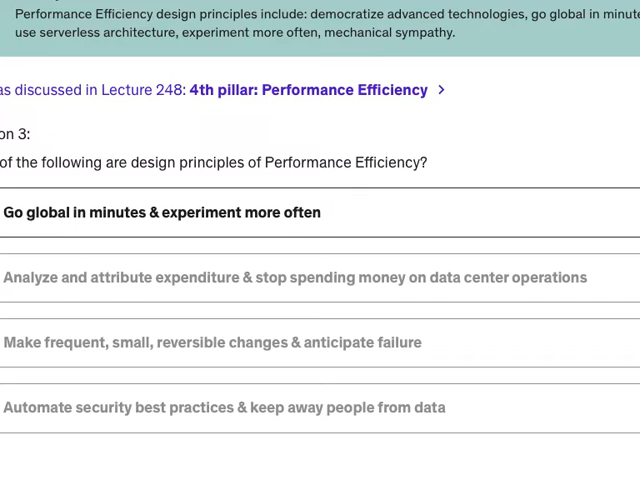 Performance Efficiency design principles include: democratize advanced technologies, go global in
use serverless architecture, experiment more often, mechanical sympathy.
as discussed in Lecture 248: 4th pillar: Performance Efficiency >
on 3:
of the following are design principles of Performance Efficiency?
Go global in minutes & experiment more often
Analyze and attribute expenditure & stop spending money on data center operations
Make frequent, small, reversible changes & anticipate failure
Automate security best practices & keep away people from data